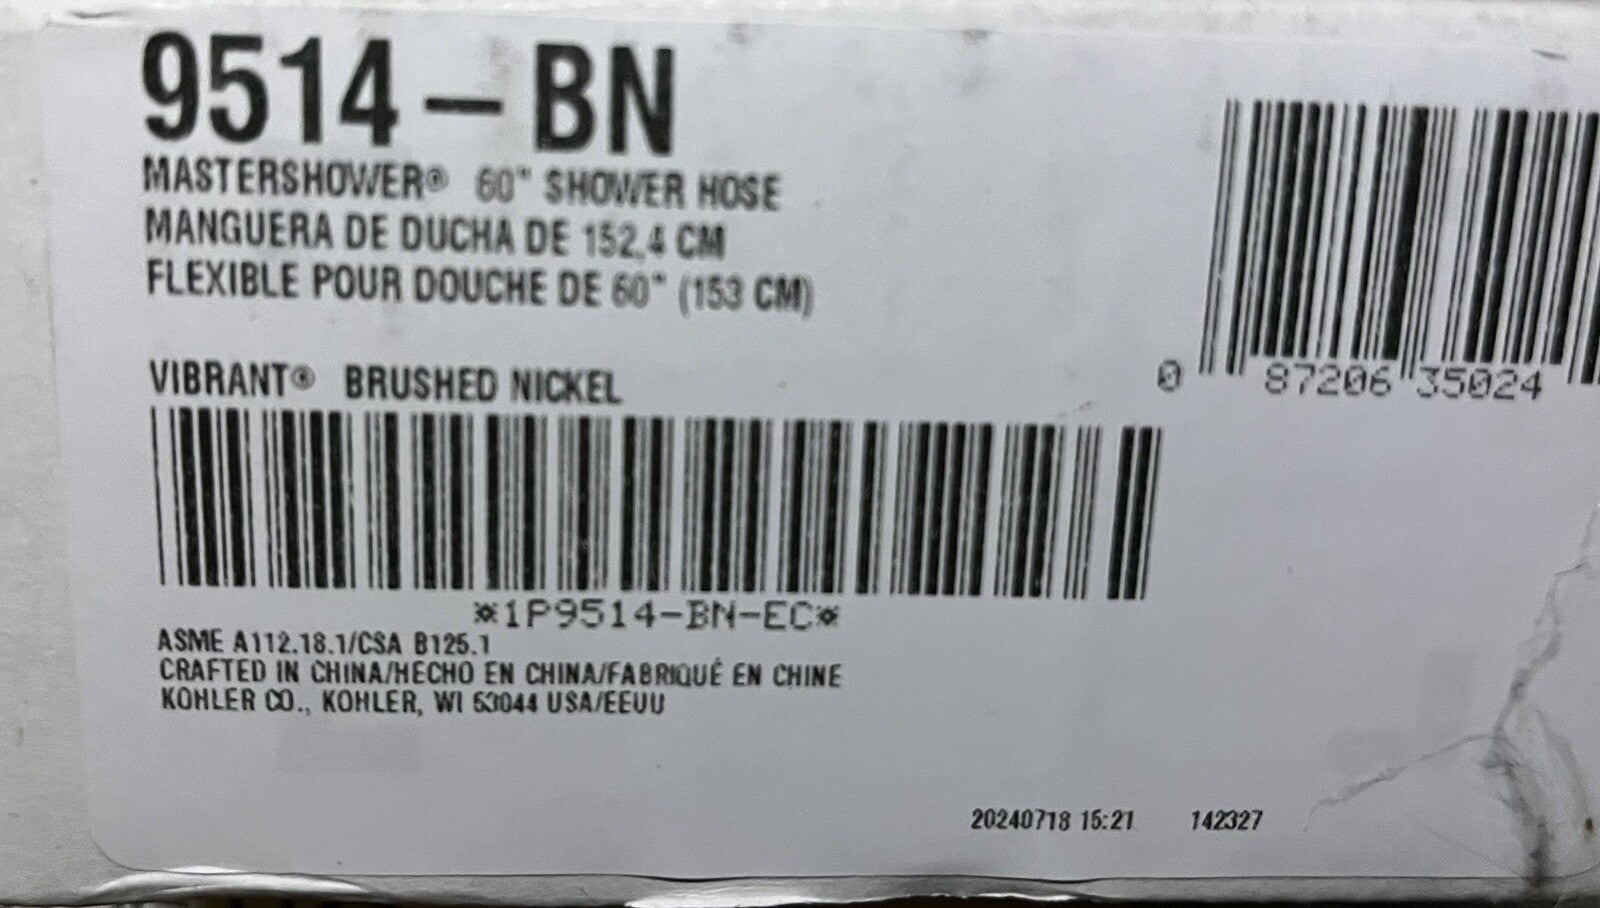 9514-BN
MASTERSHOWER® 60" SHOWER HOSE
MANGUERA DE DUCHA DE 152,4 CM
FLEXIBLE POUR DOUCHE DE 60" (153 CM)
VIBRANT® BRUSHED NICKEL
0 87206 35024
*1P9514-BN-EC*
ASME A112.18.1/CSA B125.1
CRAFTED IN CHINA/HECHO EN CHINA/FABRIQUÉ EN CHINE
KOHLER CO., KOHLER, WI 53044 USA/EEUU
20240718 15:21 142327